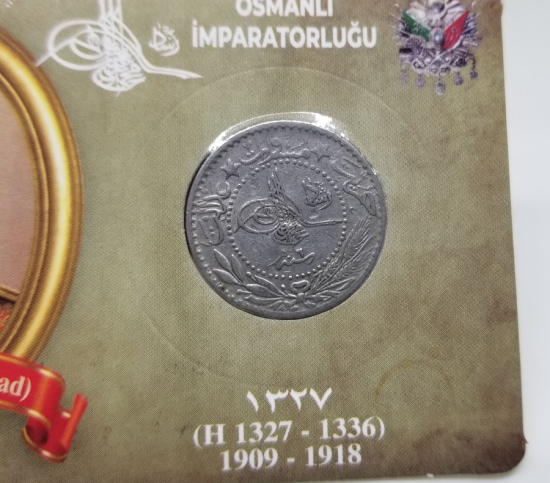 OSMANLI
İMPARATORLUĞU
ad)
١٣٢٧
(H 1327 - 1336)
1909 - 1918